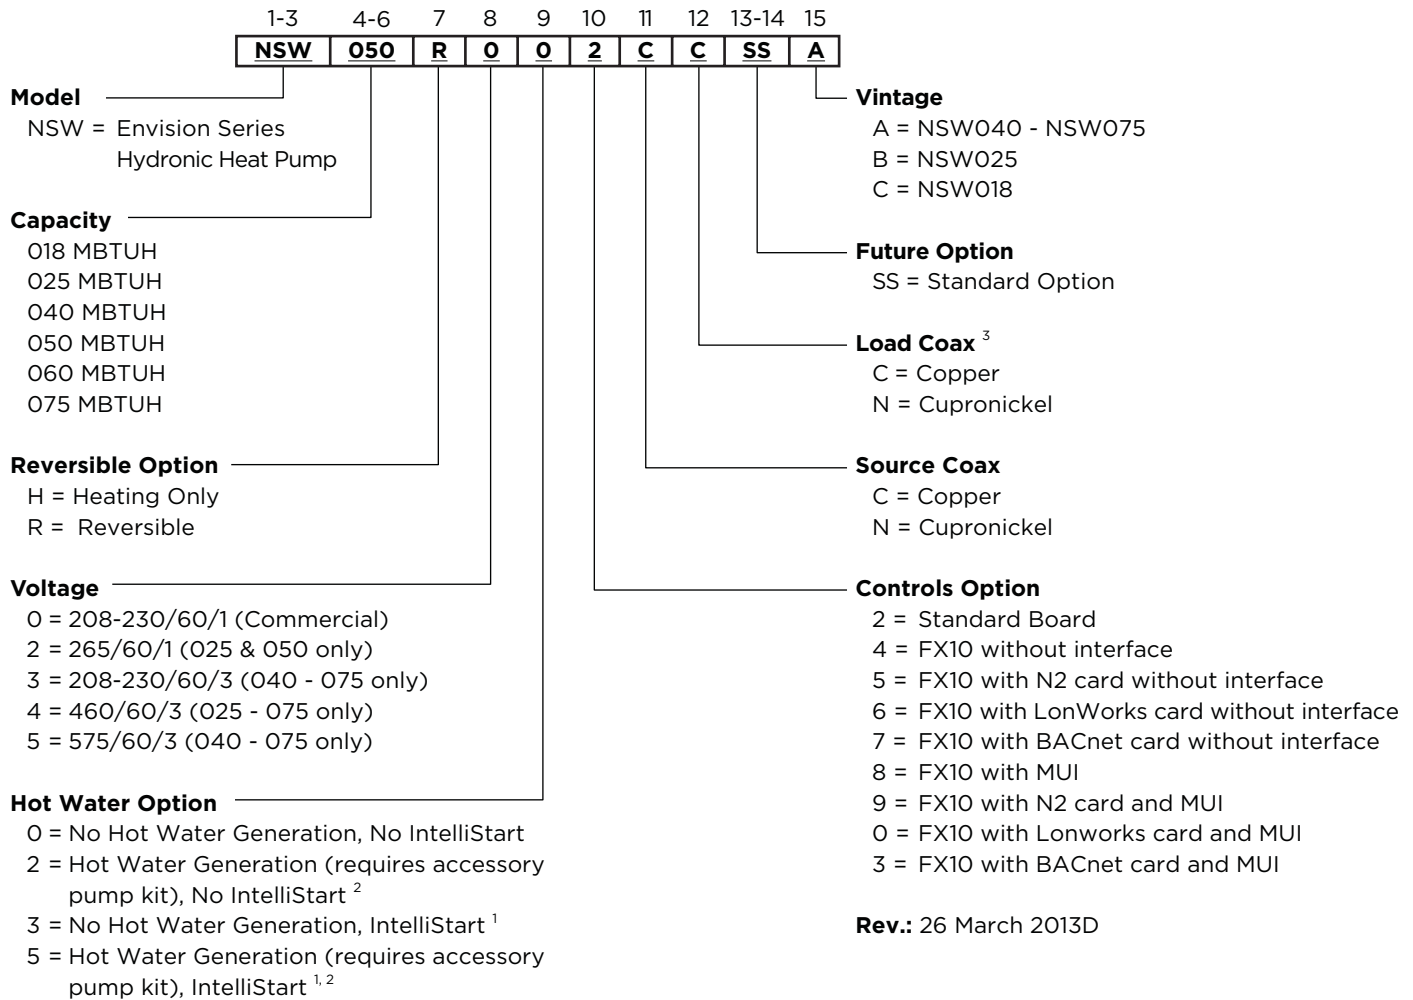 1-3 4-6 7 8 9 10 11 12 13-14 15
NSW 050 R 0 0 2 C C SS A
Model
NSW = Envision Series
Hydronic Heat Pump
Capacity
018 MBTUH
025 MBTUH
040 MBTUH
050 MBTUH
060 MBTUH
075 MBTUH
Reversible Option
H = Heating Only
R = Reversible
Voltage
0 = 208-230/60/1 (Commercial)
2 = 265/60/1 (025 & 050 only)
3 = 208-230/60/3 (040 - 075 only)
4 = 460/60/3 (025 - 075 only)
5 = 575/60/3 (040 - 075 only)
Hot Water Option
0 = No Hot Water Generation, No IntelliStart
2 = Hot Water Generation (requires accessory
pump kit), No IntelliStart 2
3 = No Hot Water Generation, IntelliStart 1
5 = Hot Water Generation (requires accessory
pump kit), IntelliStart 1, 2
Vintage
A = NSW040 - NSW075
B = NSW025
C = NSW018
Future Option
SS = Standard Option
Load Coax 3
C = Copper
N = Cupronickel
Source Coax
C = Copper
N = Cupronickel
Controls Option
2 = Standard Board
4 = FX10 without interface
5 = FX10 with N2 card without interface
6 = FX10 with LonWorks card without interface
7 = FX10 with BACnet card without interface
8 = FX10 with MUI
9 = FX10 with N2 card and MUI
0 = FX10 with Lonworks card and MUI
3 = FX10 with BACnet card and MUI
Rev.: 26 March 2013D